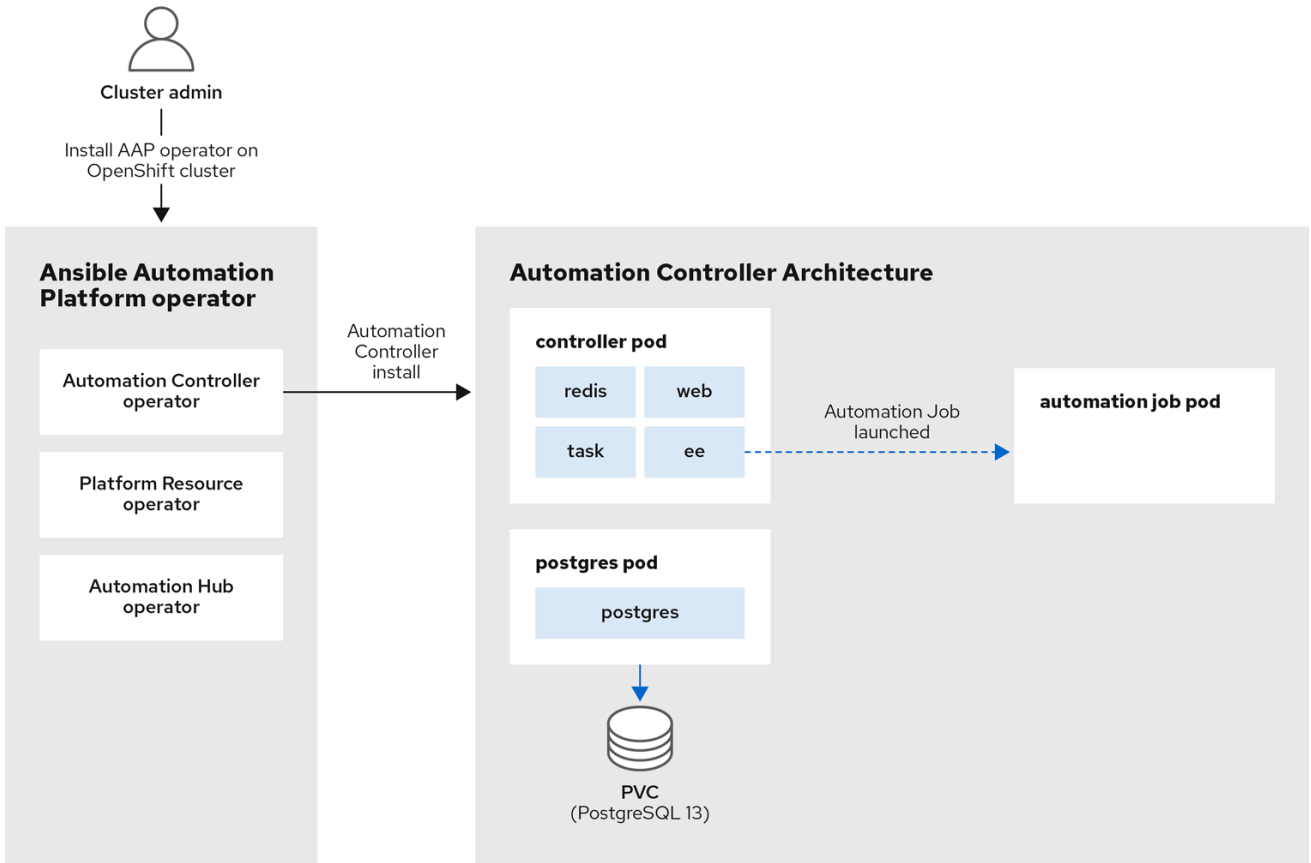 Cluster admin
Install AAP operator on
OpenShift cluster
Ansible Automation
Platform operator
Automation Controller
operator
Platform Resource
operator
Automation Hub
operator
Automation
Controller
install
Automation Controller Architecture
controller pod
redis
web
task
ee
Automation Job
launched
automation job pod
postgres pod
postgres
PVC
(PostgreSQL 13)